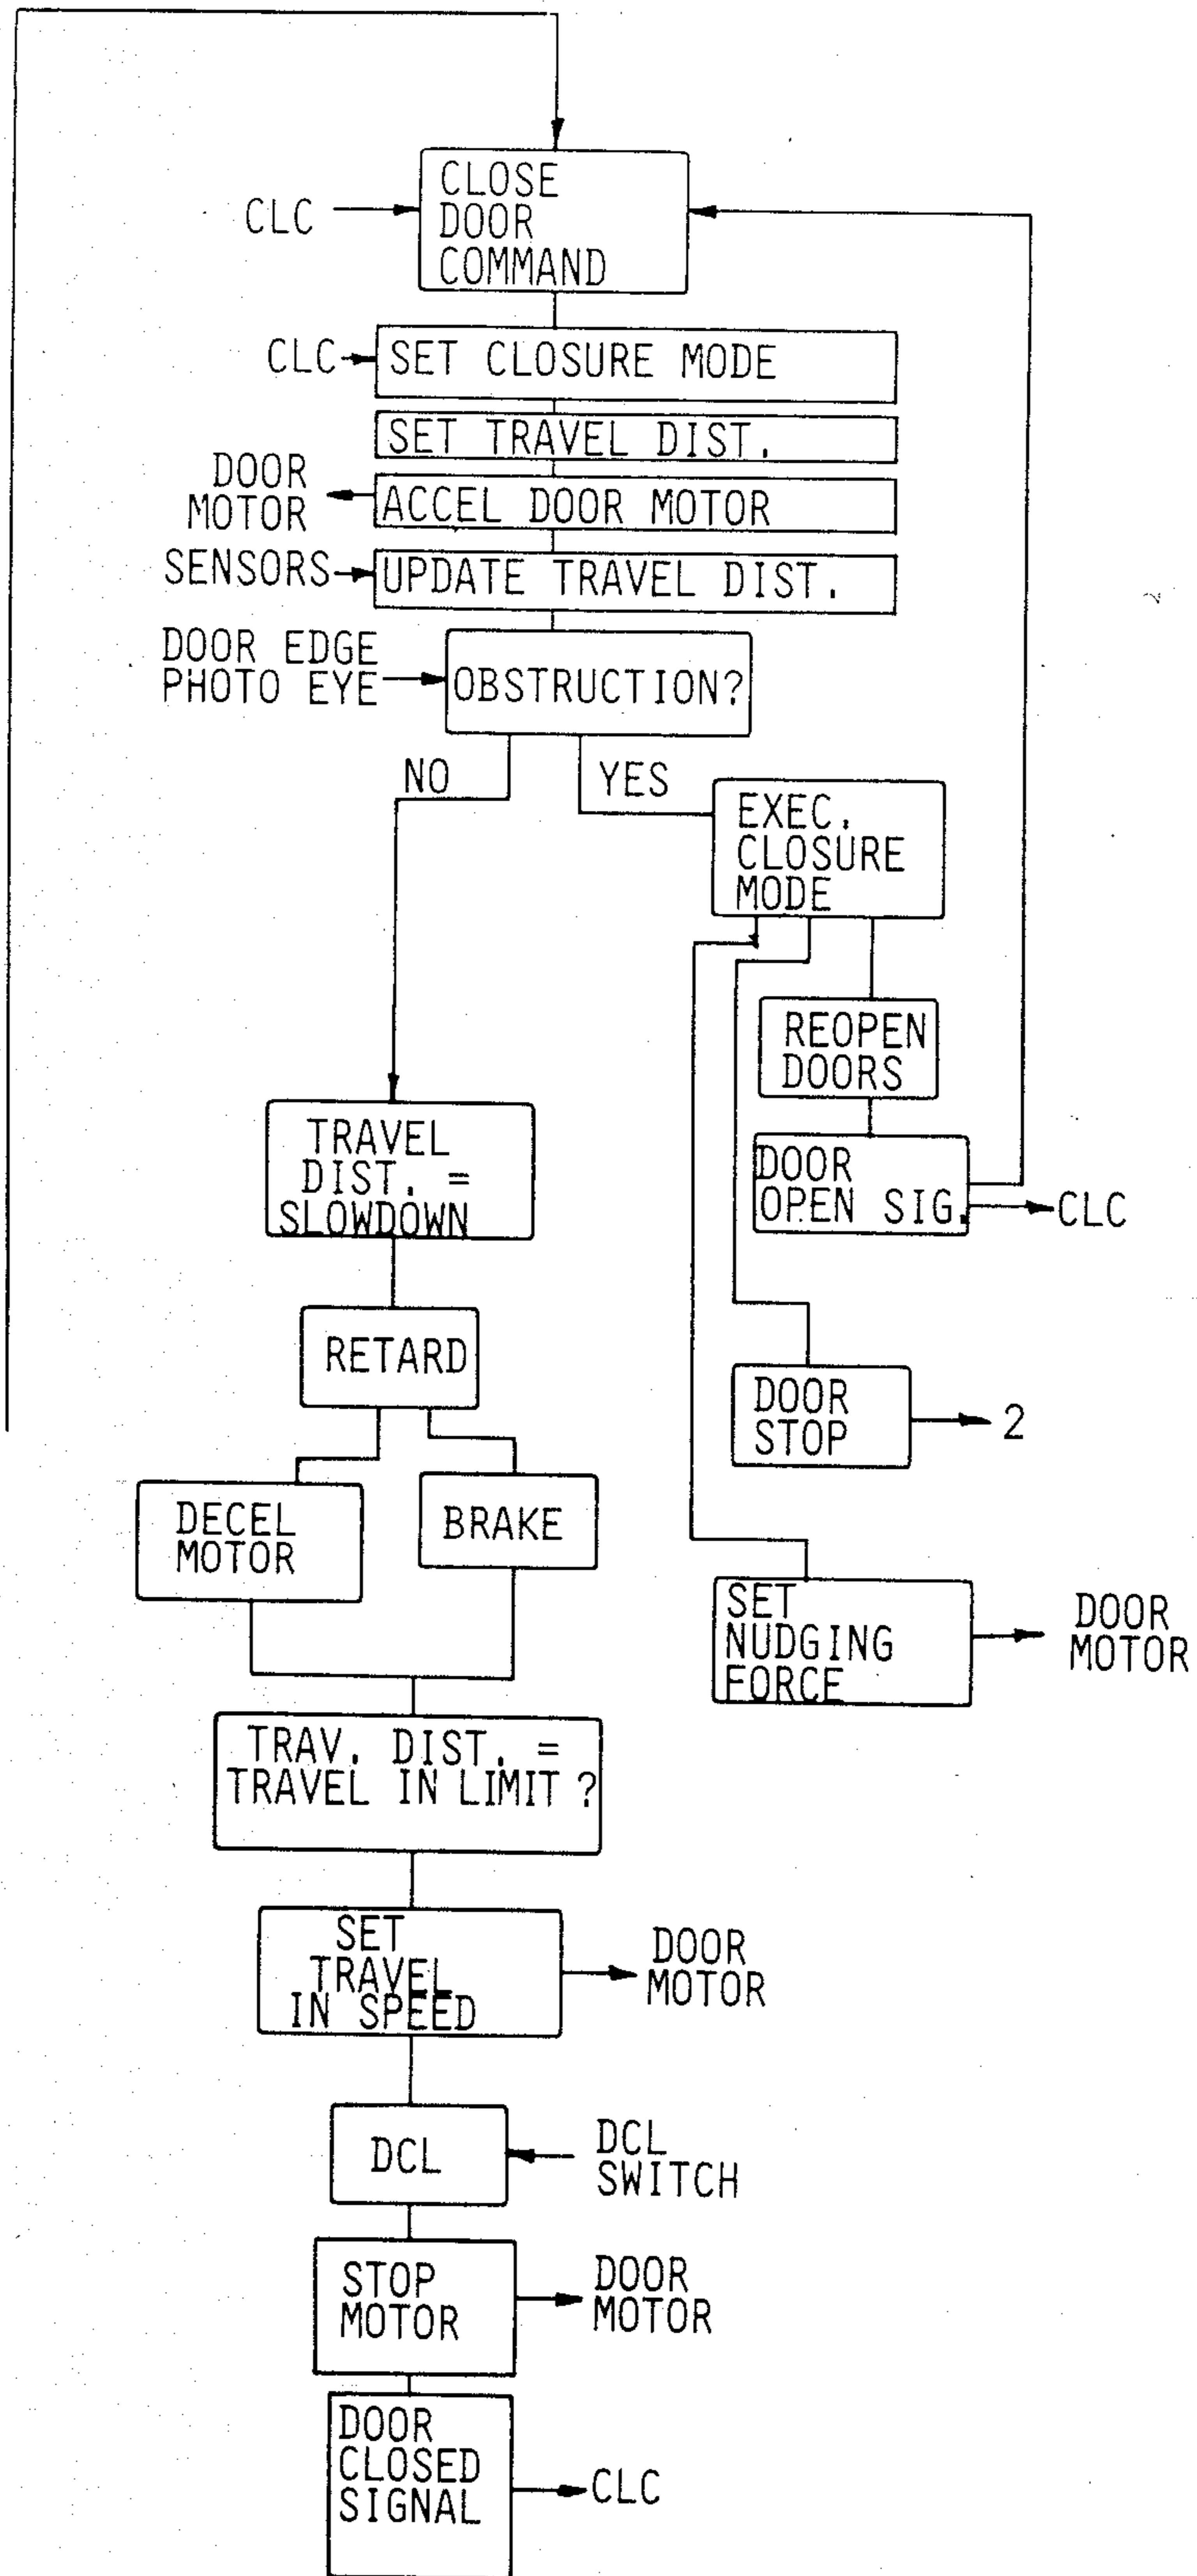 CLOSE
DOOR
COMMAND
CLC
CLC
SET CLOSURE MODE
SET TRAVEL DIST.
DOOR
MOTOR
ACCEL DOOR MOTOR
SENSORS
UPDATE TRAVEL DIST.
DOOR EDGE
PHOTO EYE
OBSTRUCTION?
NO
YES
EXEC.
CLOSURE
MODE
REOPEN
DOORS
DOOR
OPEN SIG.
CLC
TRAVEL
DIST. =
SLOWDOWN
RETARD
DOOR
STOP
2
DECEL
MOTOR
BRAKE
SET
NUDGING
FORCE
DOOR
MOTOR
TRAV. DIST. =
TRAVEL IN LIMIT ?
SET
TRAVEL
IN SPEED
DOOR
MOTOR
DCL
DCL
SWITCH
STOP
MOTOR
DOOR
MOTOR
DOOR
CLOSED
SIGNAL
CLC